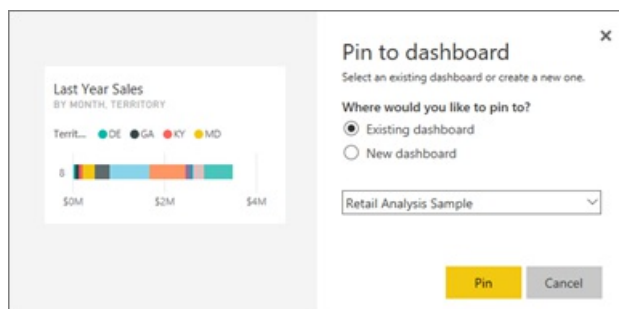 Last Year Sales
BY MONTH, TERRITORY
Territ... DE GA KY MD
8
$0M $2M $4M
Pin to dashboard
Select an existing dashboard or create a new one.
Where would you like to pin to?
Existing dashboard
New dashboard
Retail Analysis Sample
Pin Cancel